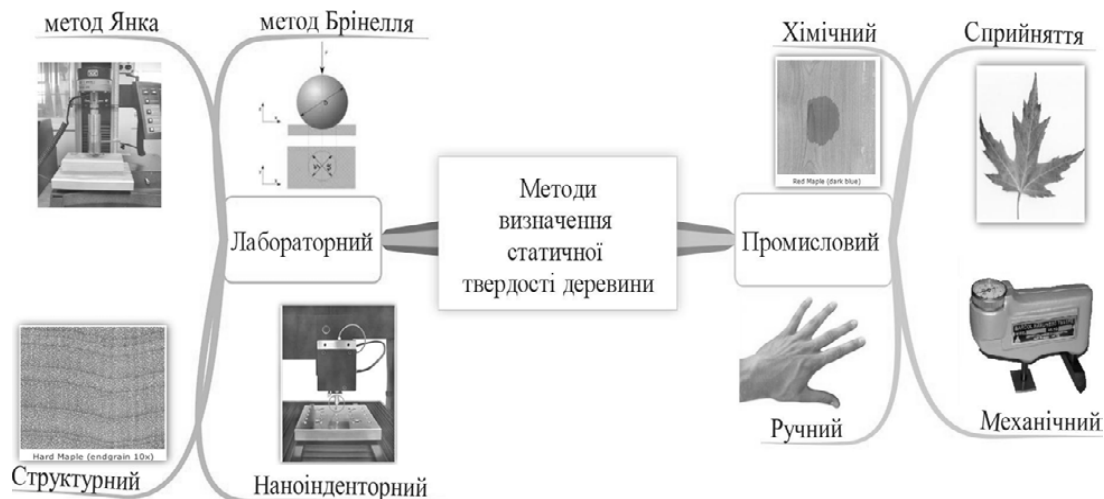 метод Янка
метод Брінелля
Хімічний
Сприйняття
Red Maple (dark blue)
Методи
визначення
статичної
твердості деревини
Лабораторний
Промисловий
Hard Maple (endgrain 10x)
Структурний
Наноінденторний
Ручний
Механічний